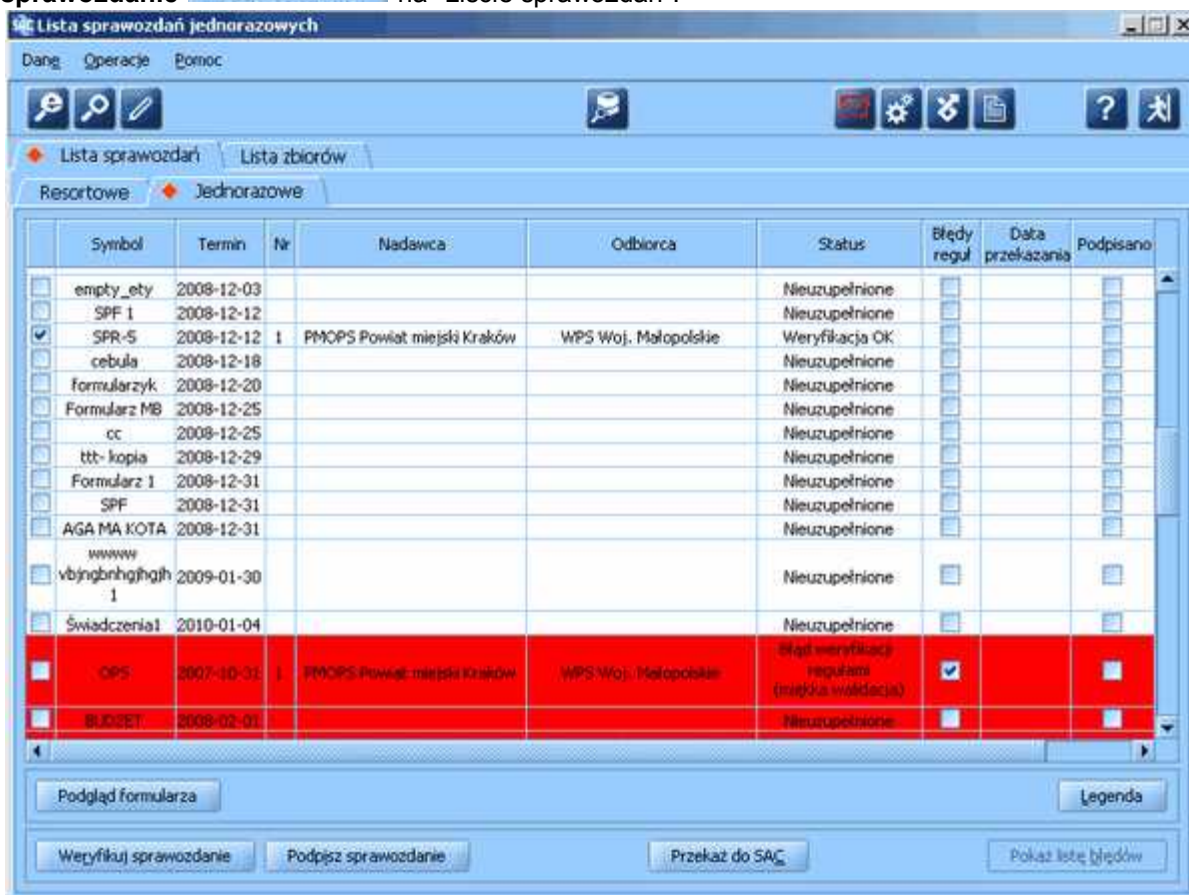 sprawozdanie na "Liście sprawozdań".
SAC Lista sprawozdań jednorazowych
Dane Operacje Pomoc
Lista sprawozdań Lista zbiorów
Resortowe Jednorazowe
Symbol Termin Nr Nadawca Odbiorca Status Błędy reguł Data przekazania Podpisano
empty_ety 2008-12-03 Nieuzupełnione
SPF 1 2008-12-12 Nieuzupełnione
SPR-5 2008-12-12 1 PMOPS Powiat miejski Kraków WPS Woj. Małopolskie Weryfikacja OK
cebula 2008-12-18 Nieuzupełnione
formularzyk 2008-12-20 Nieuzupełnione
Formularz MB 2008-12-25 Nieuzupełnione
cc 2008-12-25 Nieuzupełnione
ttt- kopia 2008-12-29 Nieuzupełnione
Formularz 1 2008-12-31 Nieuzupełnione
SPF 2008-12-31 Nieuzupełnione
AGA MA KOTA 2008-12-31 Nieuzupełnione
wwwww
vbjngbnhgjhgjh 2009-01-30 Nieuzupełnione
1
Świadczenia1 2010-01-04 Nieuzupełnione
OPS 2007-10-31 1 PMOPS Powiat miejski Kraków WPS Woj. Małopolskie Błąd weryfikacji regułami (miękka walidacja)
BUDŻET 2008-02-01 Nieuzupełnione
Podgląd formularza Legenda
Weryfikuj sprawozdanie Podpisz sprawozdanie Przekaż do SAC Pokaż listę błędów